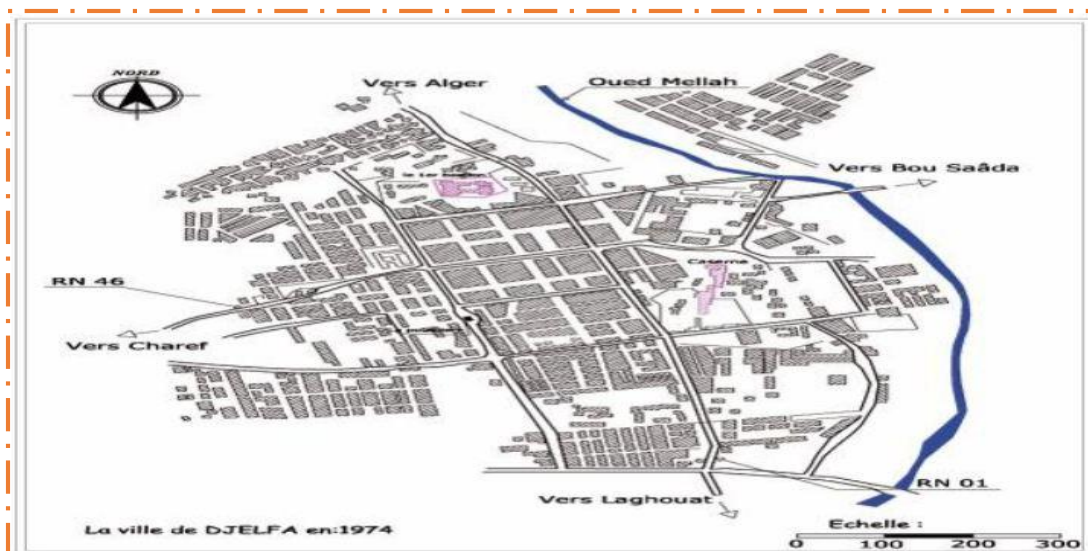 NORD
Vers Alger
Oued Mellah
Vers Bou Saâda
Caserne
RN 46
Vers Charef
RN 01
Vers Laghouat
La ville de DJELFA en:1974
Echelle :
0 100 200 300